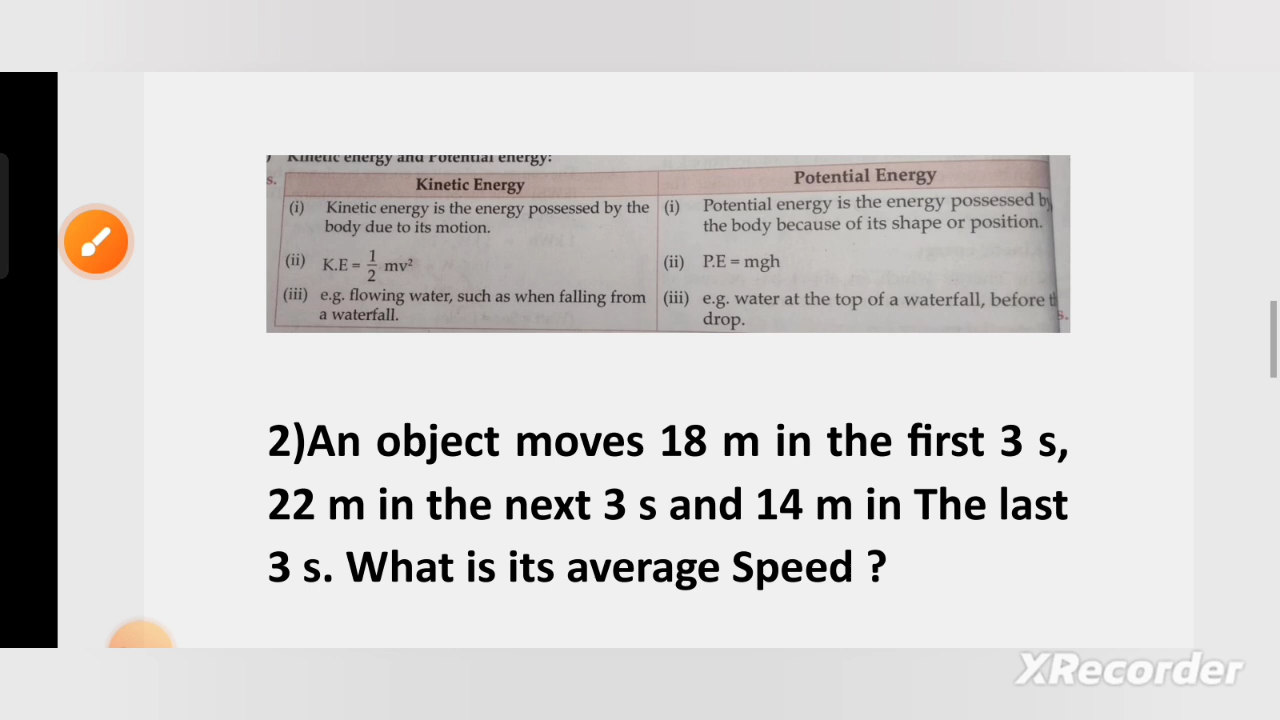 Kinetic energy and Potential energy:
s.
Kinetic Energy
Potential Energy
(i) Kinetic energy is the energy possessed by the
body due to its motion.
(i) Potential energy is the energy possessed by
the body because of its shape or position.
(ii) K.E = 1/2 mv²
(ii) P.E = mgh
(iii) e.g. flowing water, such as when falling from
a waterfall.
(iii) e.g. water at the top of a waterfall, before
drop.
s.
2)An object moves 18 m in the first 3 s,
22 m in the next 3 s and 14 m in The last
3 s. What is its average Speed ?
XRecorder